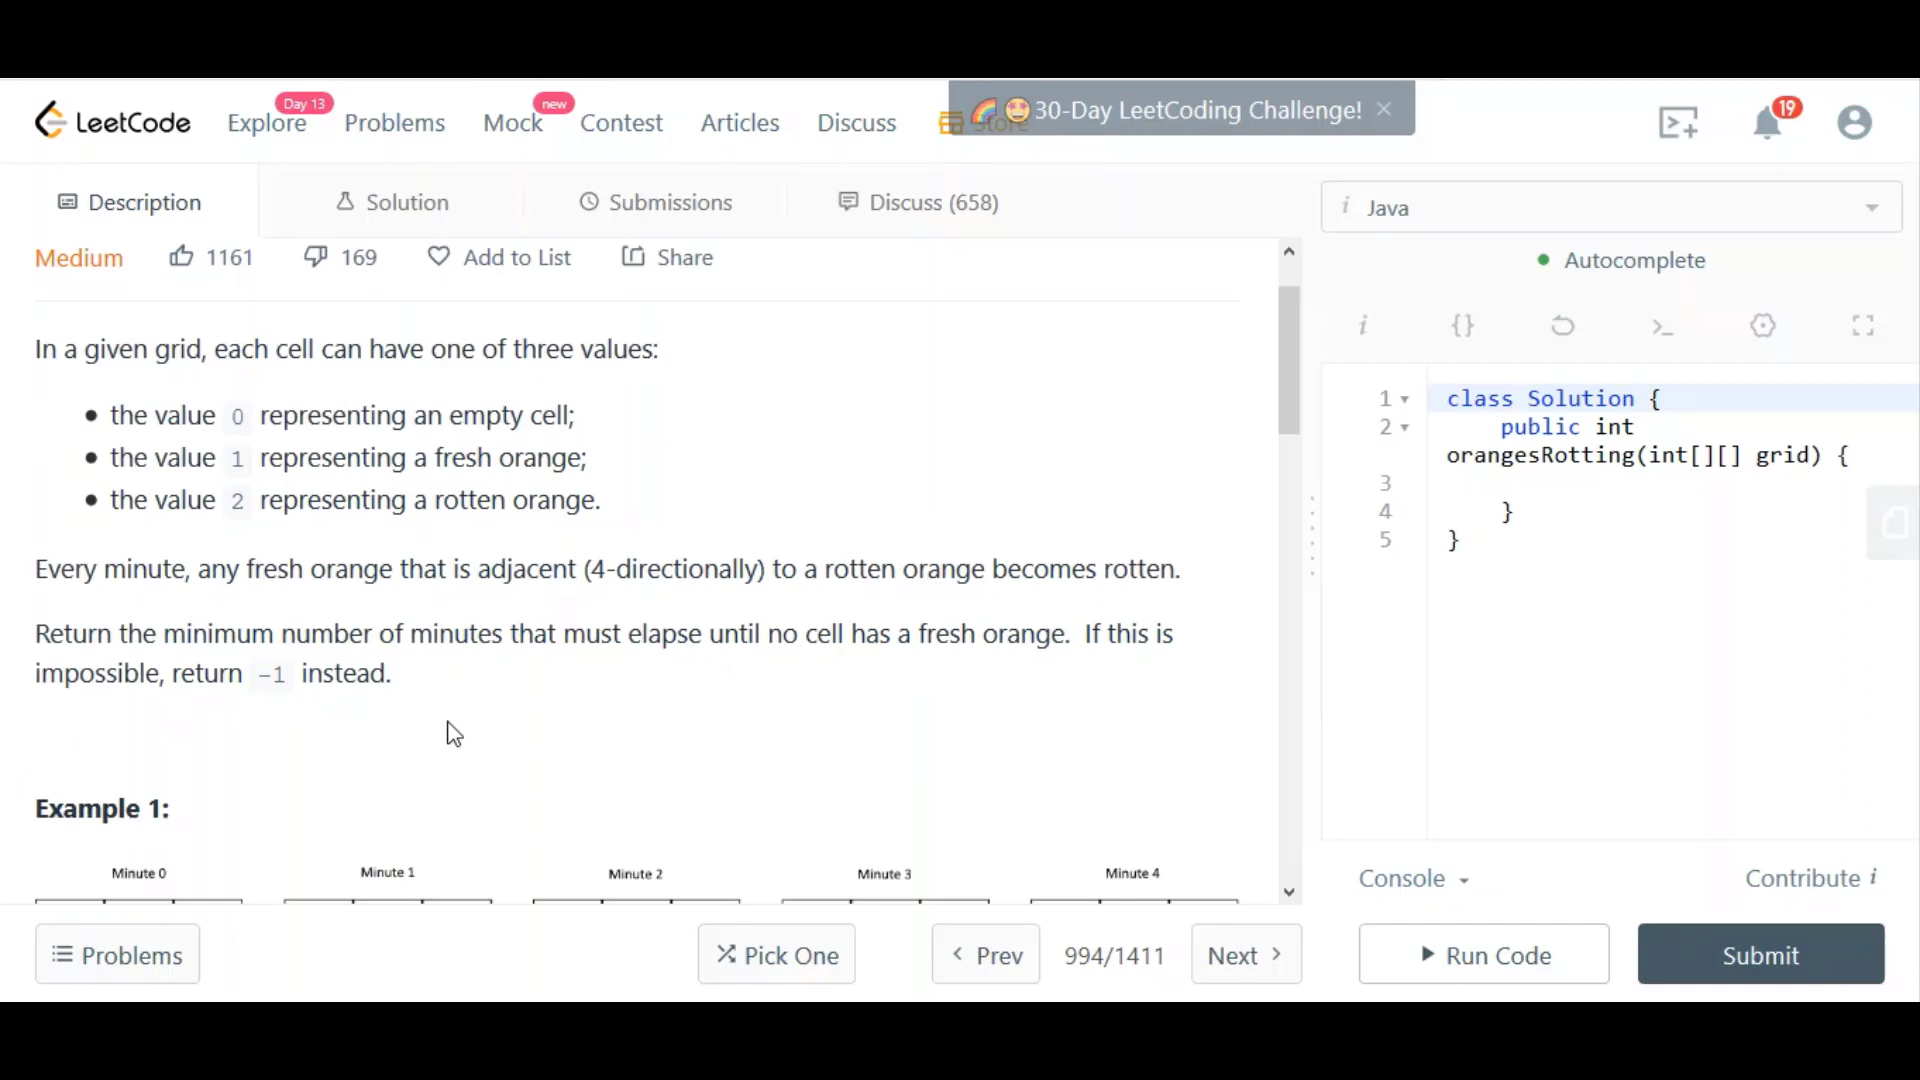 LeetCode
Explore
Day 13
Problems
Mock
new
Contest
Articles
Discuss
Store
30-Day LeetCoding Challenge! ×
19
Description
Solution
Submissions
Discuss (658)
Medium
1161
169
Add to List
Share
In a given grid, each cell can have one of three values:
• the value 0 representing an empty cell;
• the value 1 representing a fresh orange;
• the value 2 representing a rotten orange.
Every minute, any fresh orange that is adjacent (4-directionally) to a rotten orange becomes rotten.
Return the minimum number of minutes that must elapse until no cell has a fresh orange.  If this is
impossible, return -1 instead.
Example 1:
Minute 0
Minute 1
Minute 2
Minute 3
Minute 4
Problems
Pick One
Prev
994/1411
Next
i Java
Autocomplete
i {} >_
1 class Solution {
2 public int
orangesRotting(int[][] grid) {
3
4 }
5 }
Console
Contribute i
Run Code
Submit